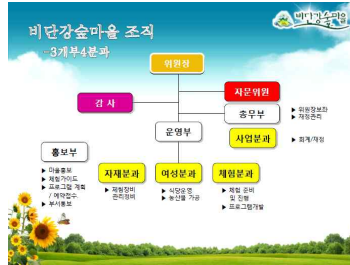 비단강숲마을 조직
-3개부4분과
비단강숲마을
위원장
자문위원
감 사
총무부
▶ 위원장보좌
▶ 재정관리
운영부
사업분과
▶ 회계/재정
홍보부
▶ 마을홍보
▶ 체험가이드
▶ 프로그램 계획
/ 예약접수
▶ 부서홍보
자재분과
▶ 체험장비
관리정비
여성분과
▶ 식당운영
▶ 농산물 가공
체험분과
▶ 체험 준비
및 진행
▶ 프로그램개발